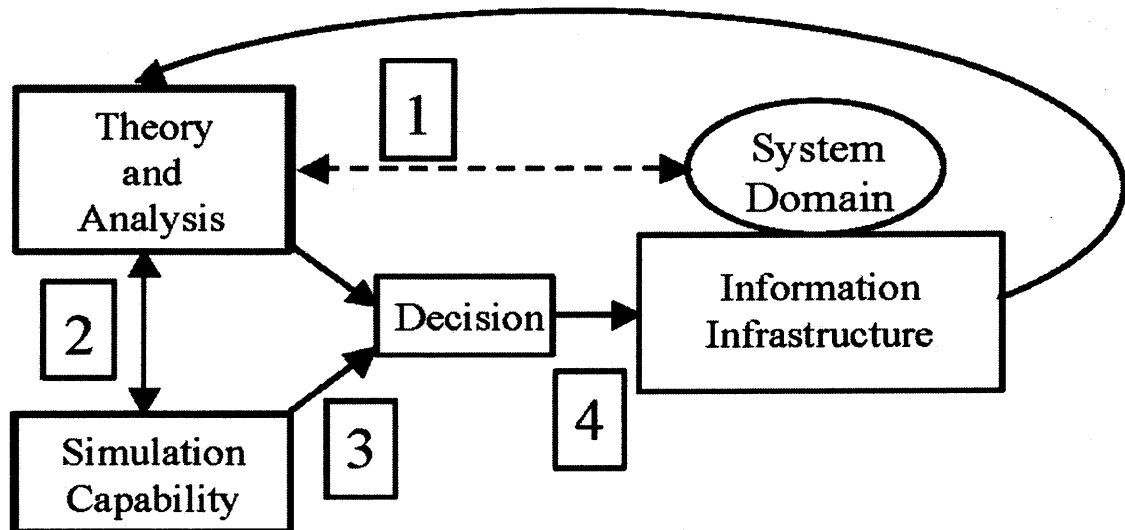 Theory
and
Analysis
1
System
Domain
2
Decision
Information
Infrastructure
Simulation
Capability
3
4